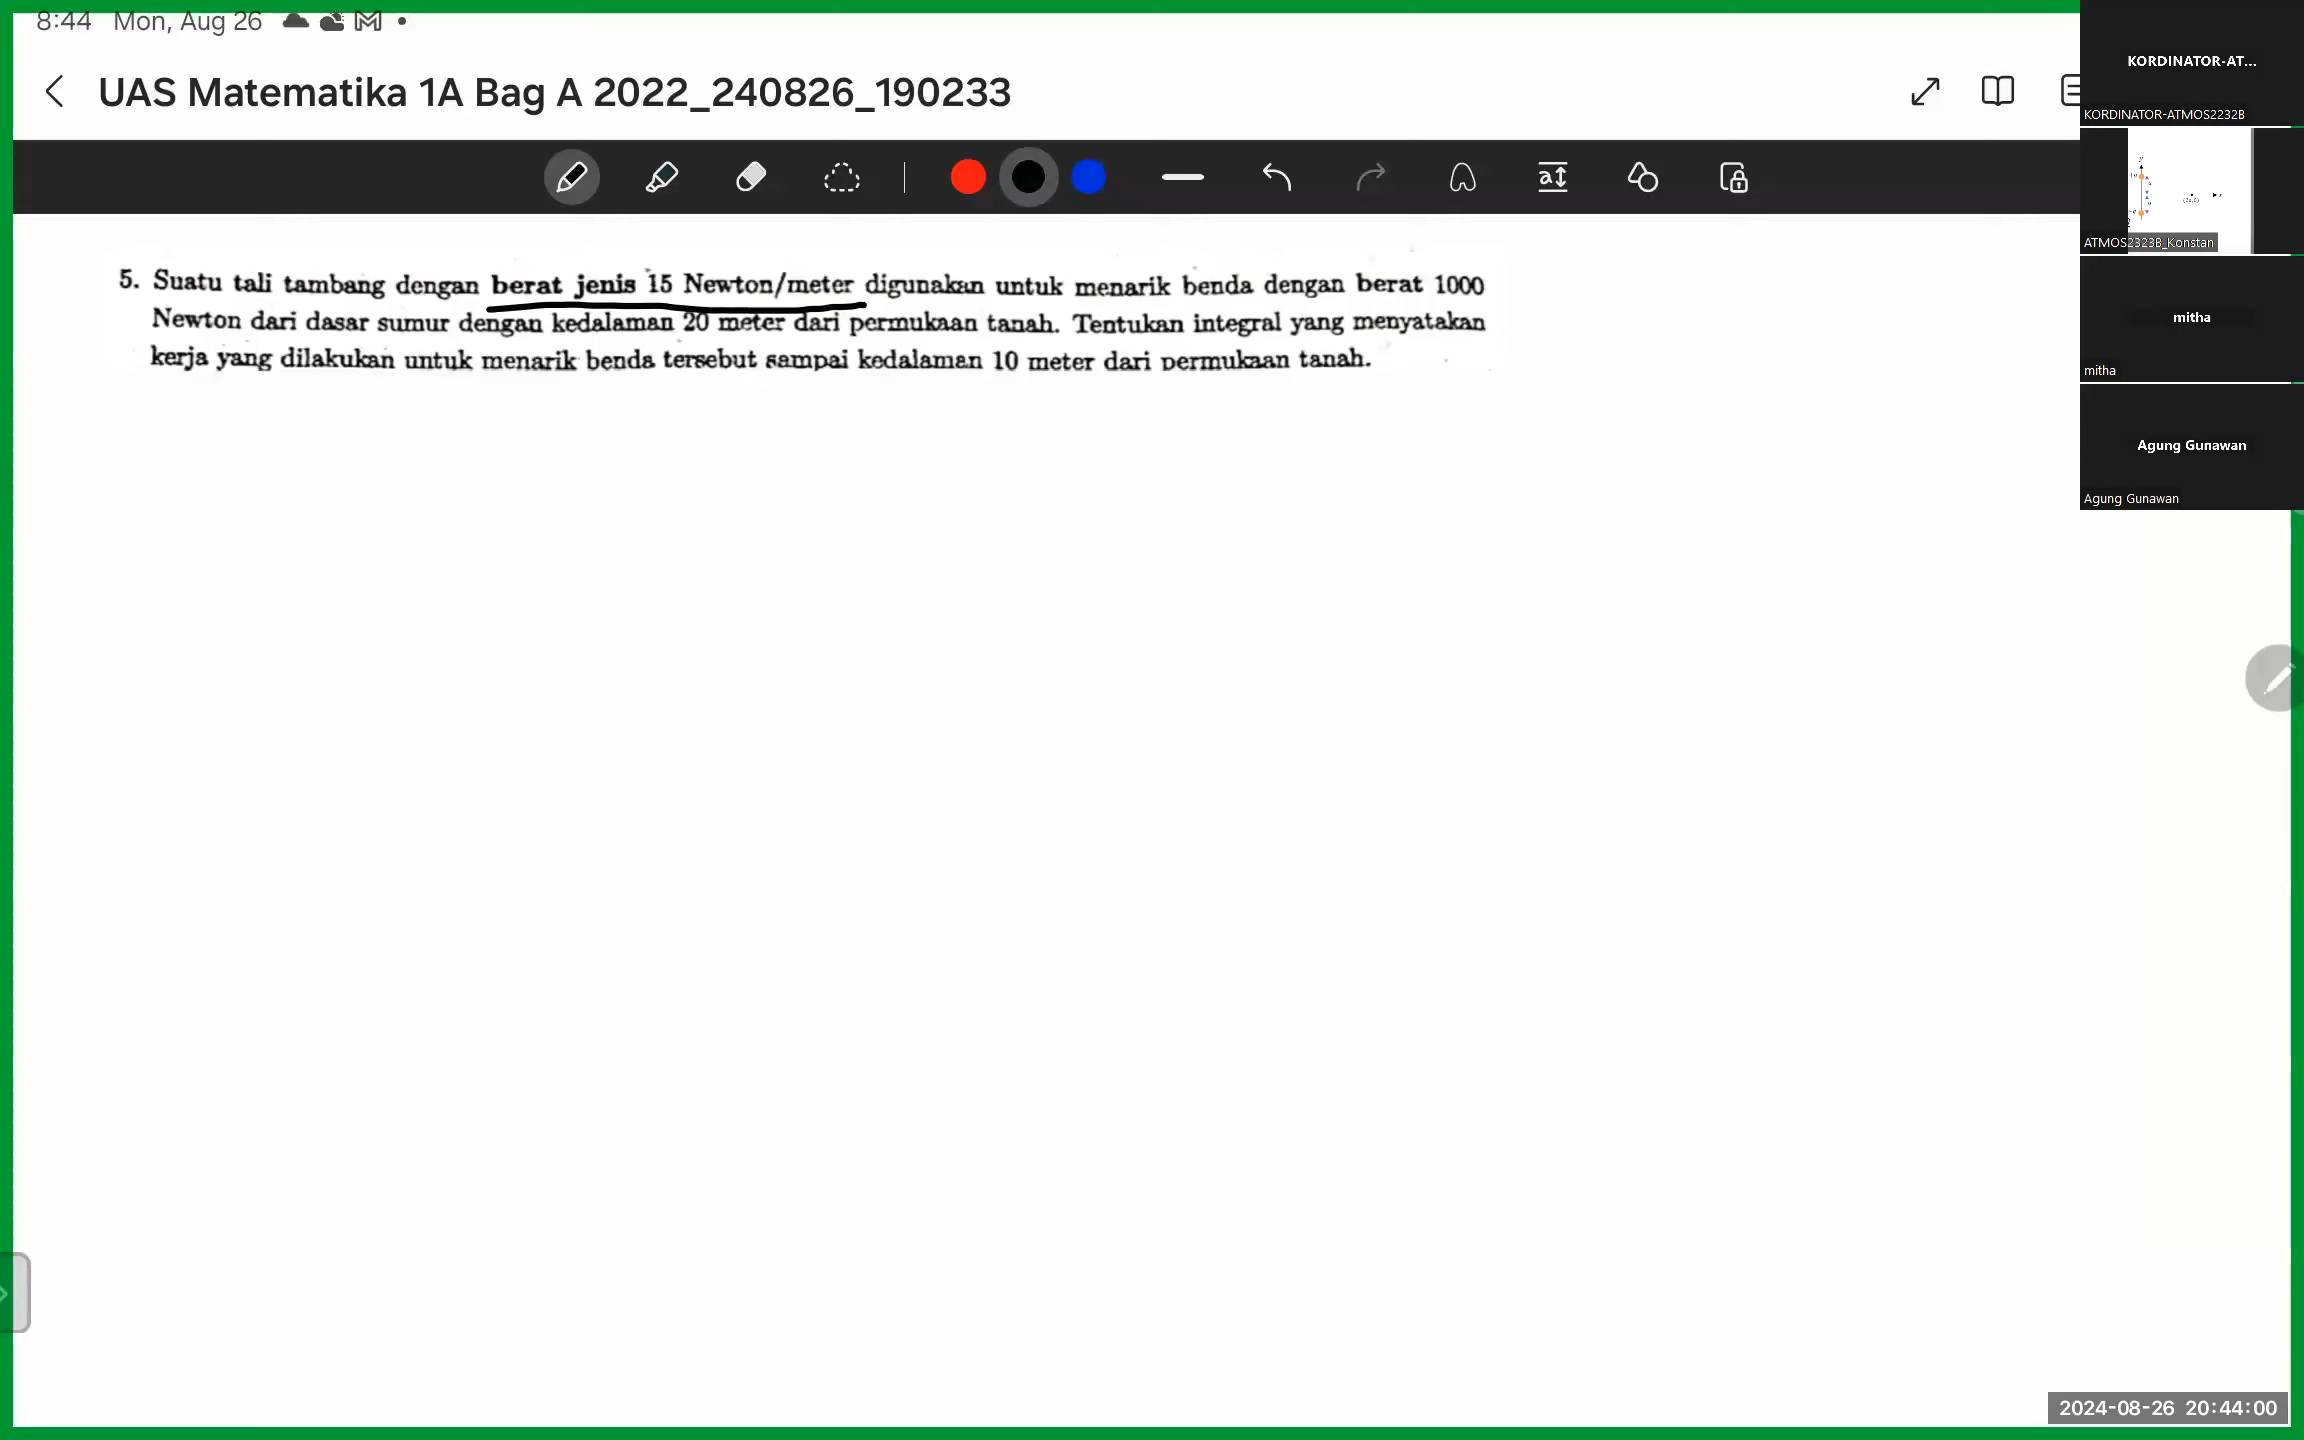 8:44 Mon, Aug 26
UAS Matematika 1A Bag A 2022_240826_190233
5. Suatu tali tambang dengan berat jenis 15 Newton/meter digunakan untuk menarik benda dengan berat 1000
Newton dari dasar sumur dengan kedalaman 20 meter dari permukaan tanah. Tentukan integral yang menyatakan
kerja yang dilakukan untuk menarik benda tersebut sampai kedalaman 10 meter dari permukaan tanah.
KORDINATOR-AT...
KORDINATOR-ATMOS2232B
ATMOS2323B_Konstan
mitha
mitha
Agung Gunawan
Agung Gunawan
2024-08-26 20:44:00